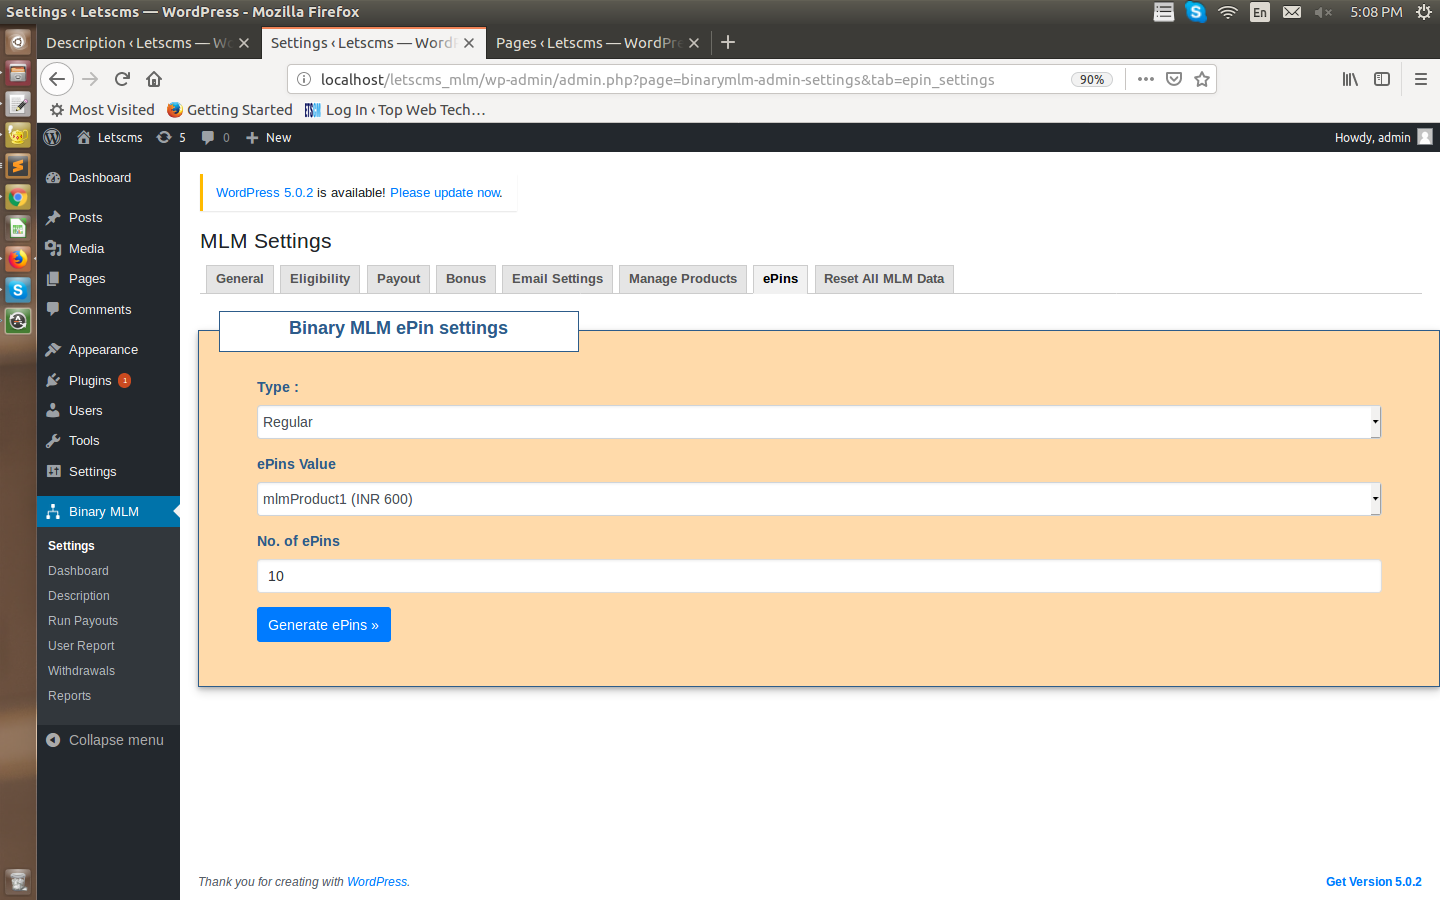 Settings ‹ Letscms — WordPress - Mozilla Firefox
En
5:08 PM
Description ‹ Letscms — Wo
Settings ‹ Letscms — WordP
Pages ‹ Letscms — WordPre
localhost/letscms_mlm/wp-admin/admin.php?page=binarymlm-admin-settings&tab=epin_settings
90%
Most Visited
Getting Started
Log In ‹ Top Web Tech…
Letscms
5
0
New
Howdy, admin
Dashboard
Posts
Media
Pages
Comments
Appearance
Plugins 1
Users
Tools
Settings
Binary MLM
Settings
Dashboard
Description
Run Payouts
User Report
Withdrawals
Reports
Collapse menu
WordPress 5.0.2 is available! Please update now.
MLM Settings
General
Eligibility
Payout
Bonus
Email Settings
Manage Products
ePins
Reset All MLM Data
Binary MLM ePin settings
Type :
Regular
ePins Value
mlmProduct1 (INR 600)
No. of ePins
10
Generate ePins »
Thank you for creating with WordPress.
Get Version 5.0.2